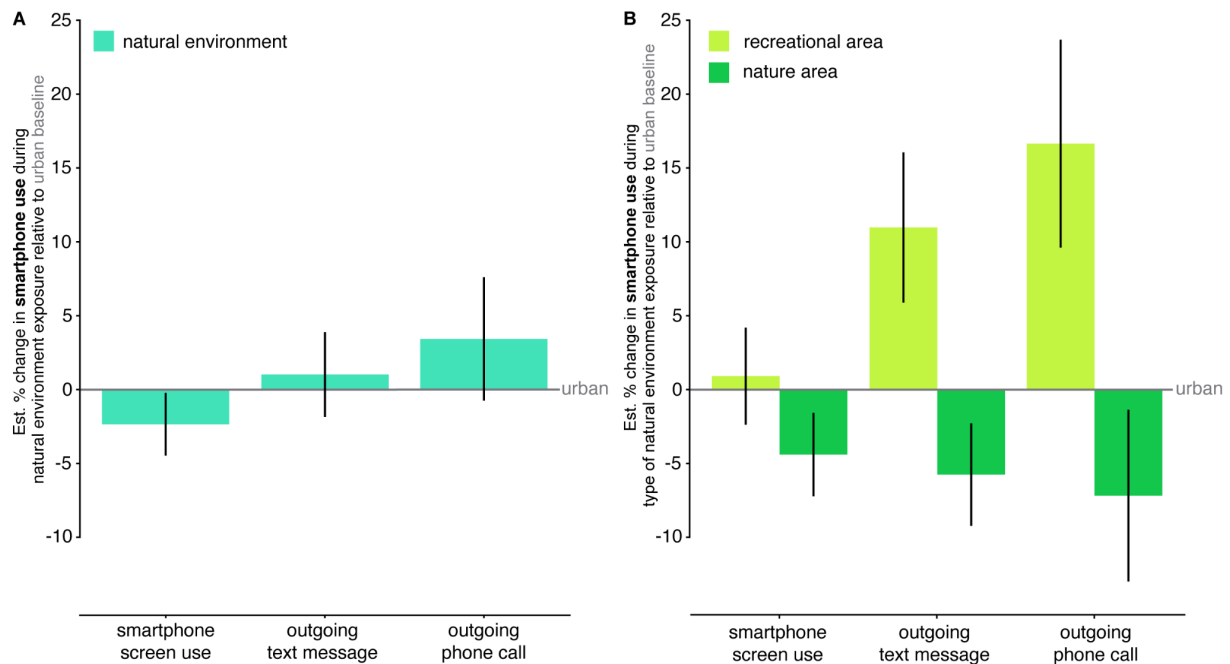 A
25
20
15
10
5
0
-5
-10
Est. % change in smartphone use during
natural environment exposure relative to urban baseline
natural environment
urban
smartphone
screen use
outgoing
text message
outgoing
phone call
B
25
20
15
10
5
0
-5
-10
Est. % change in smartphone use during
type of natural environment exposure relative to urban baseline
recreational area
nature area
urban
smartphone
screen use
outgoing
text message
outgoing
phone call